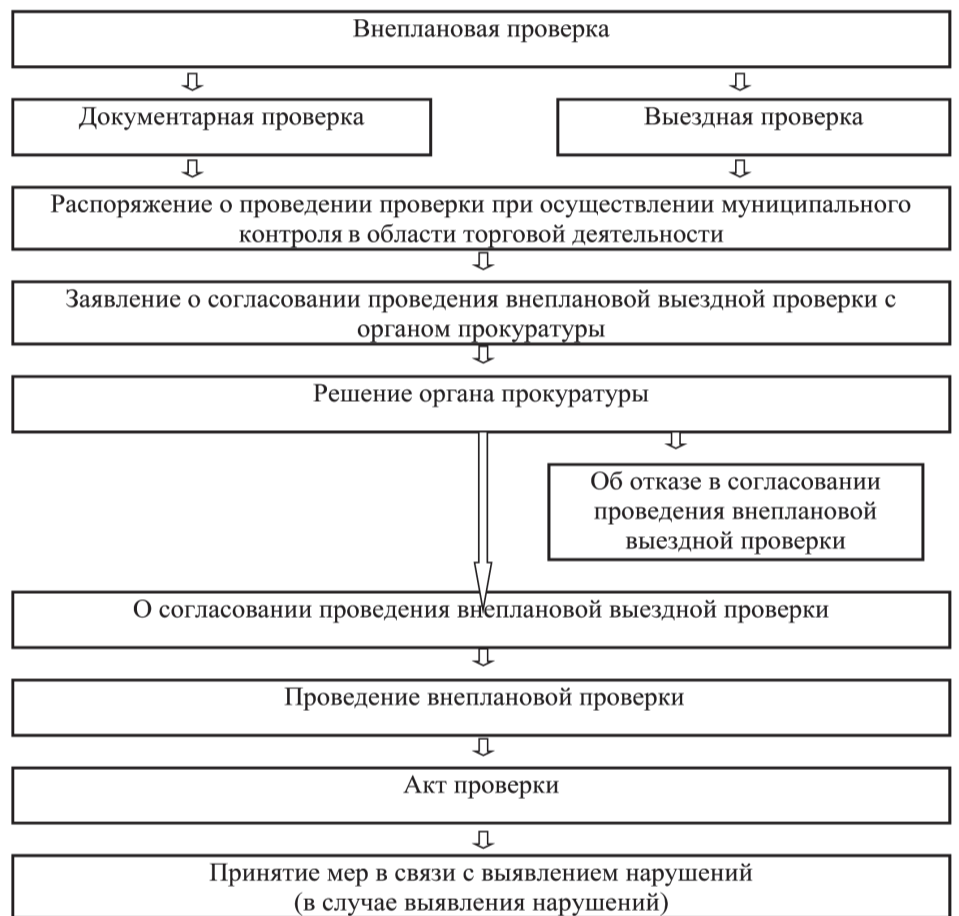 Внеплановая проверка
Документарная проверка
Выездная проверка
Распоряжение о проведении проверки при осуществлении муниципального
контроля в области торговой деятельности
Заявление о согласовании проведения внеплановой выездной проверки с
органом прокуратуры
Решение органа прокуратуры
Об отказе в согласовании
проведения внеплановой
выездной проверки
О согласовании проведения внеплановой выездной проверки
Проведение внеплановой проверки
Акт проверки
Принятие мер в связи с выявлением нарушений
(в случае выявления нарушений)